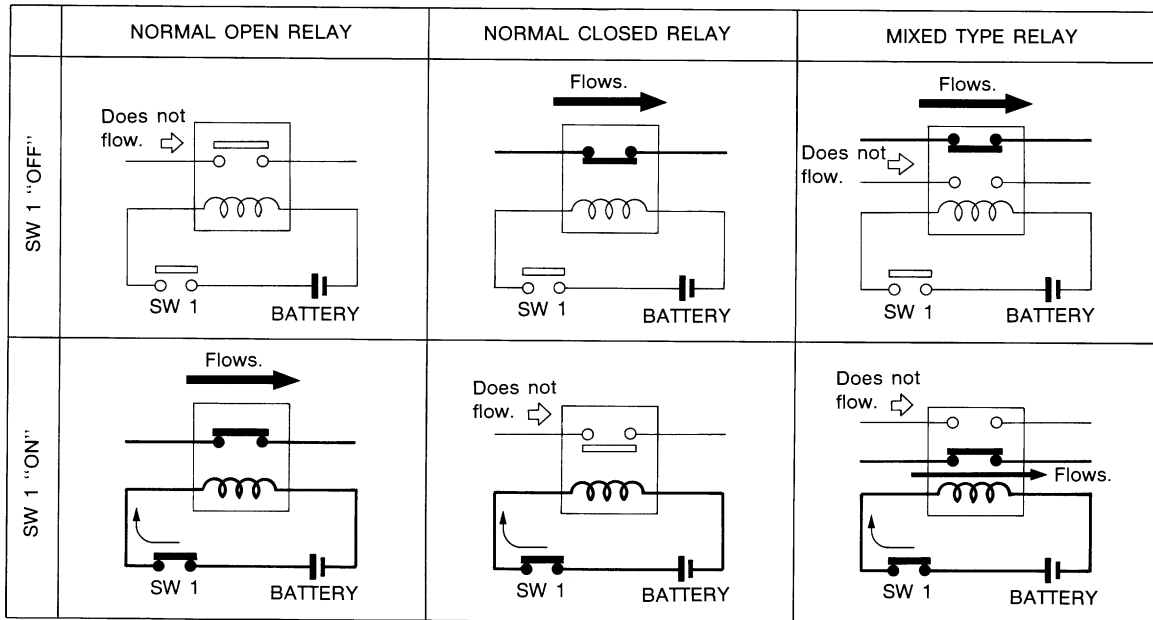 NORMAL OPEN RELAY
NORMAL CLOSED RELAY
MIXED TYPE RELAY
SW 1 “OFF”
Does not
flow.
SW 1
BATTERY
Flows.
SW 1
BATTERY
Flows.
Does not
flow.
SW 1
BATTERY
SW 1 “ON”
Flows.
SW 1
BATTERY
Does not
flow.
SW 1
BATTERY
Does not
flow.
Flows.
SW 1
BATTERY